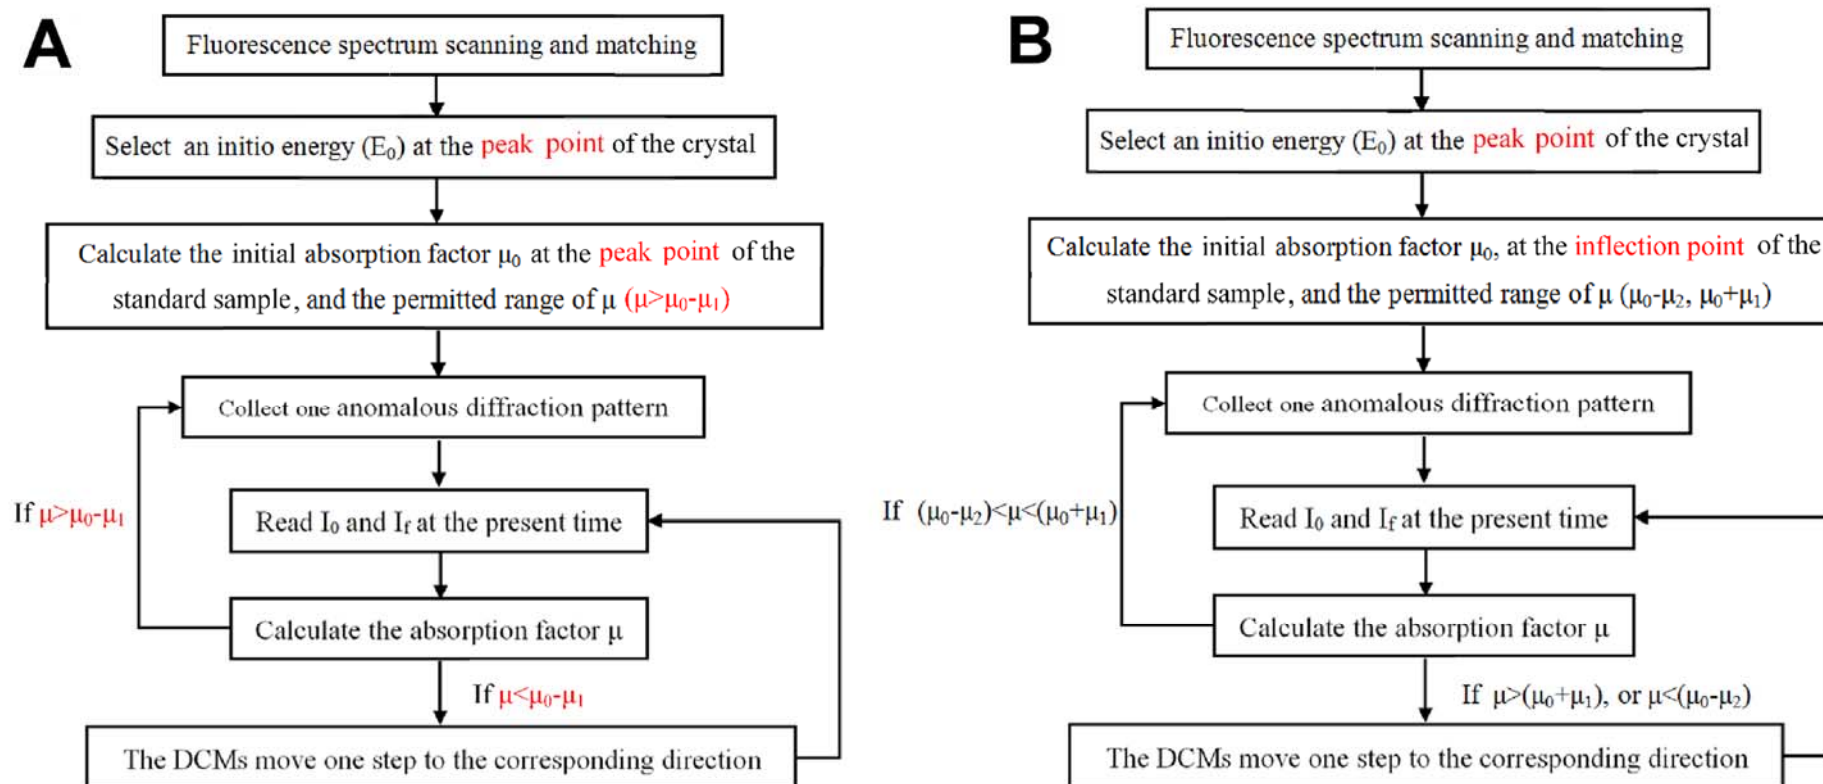 A
Fluorescence spectrum scanning and matching
Select an initio energy (E₀) at the peak point of the crystal
Calculate the initial absorption factor μ₀ at the peak point of the
standard sample, and the permitted range of μ (μ>μ₀-μ₁)
Collect one anomalous diffraction pattern
If μ>μ₀-μ₁
Read I₀ and I_f at the present time
Calculate the absorption factor μ
If μ<μ₀-μ₁
The DCMs move one step to the corresponding direction
B
Fluorescence spectrum scanning and matching
Select an initio energy (E₀) at the peak point of the crystal
Calculate the initial absorption factor μ₀, at the inflection point of the
standard sample, and the permitted range of μ (μ₀-μ₂, μ₀+μ₁)
Collect one anomalous diffraction pattern
If (μ₀-μ₂)<μ<(μ₀+μ₁)
Read I₀ and I_f at the present time
Calculate the absorption factor μ
If μ>(μ₀+μ₁), or μ<(μ₀-μ₂)
The DCMs move one step to the corresponding direction